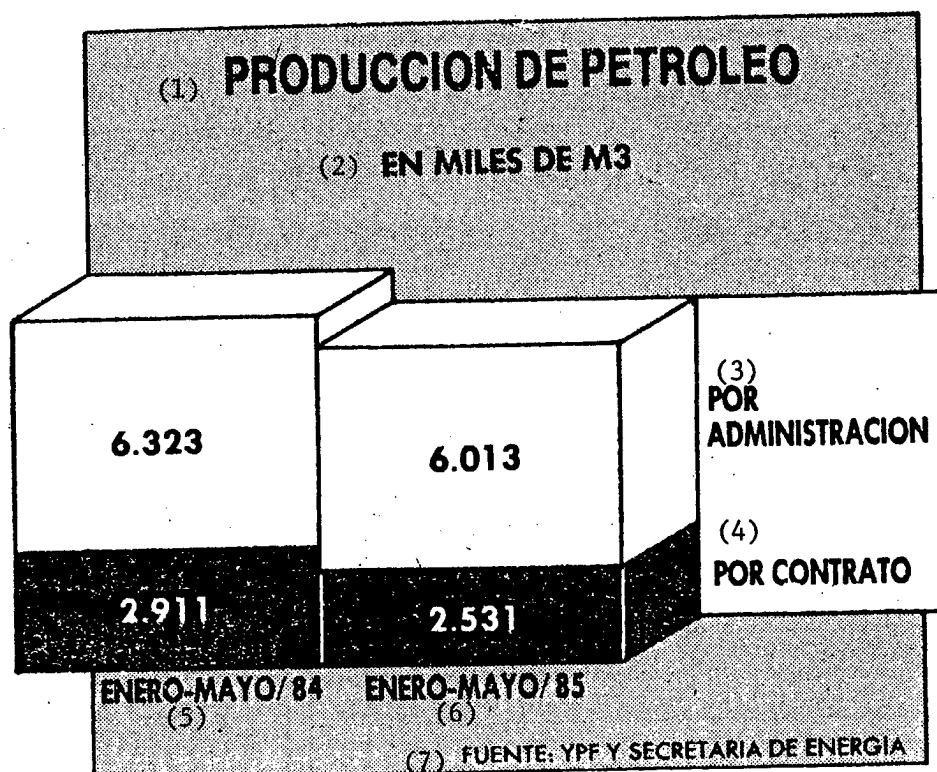 (1) PRODUCCION DE PETROLEO
(2) EN MILES DE M3
6.323
6.013
(3)
POR
ADMINISTRACION
2.911
2.531
(4)
POR CONTRATO
ENERO-MAYO/84
(5)
ENERO-MAYO/85
(6)
(7) FUENTE: YPF Y SECRETARIA DE ENERGIA